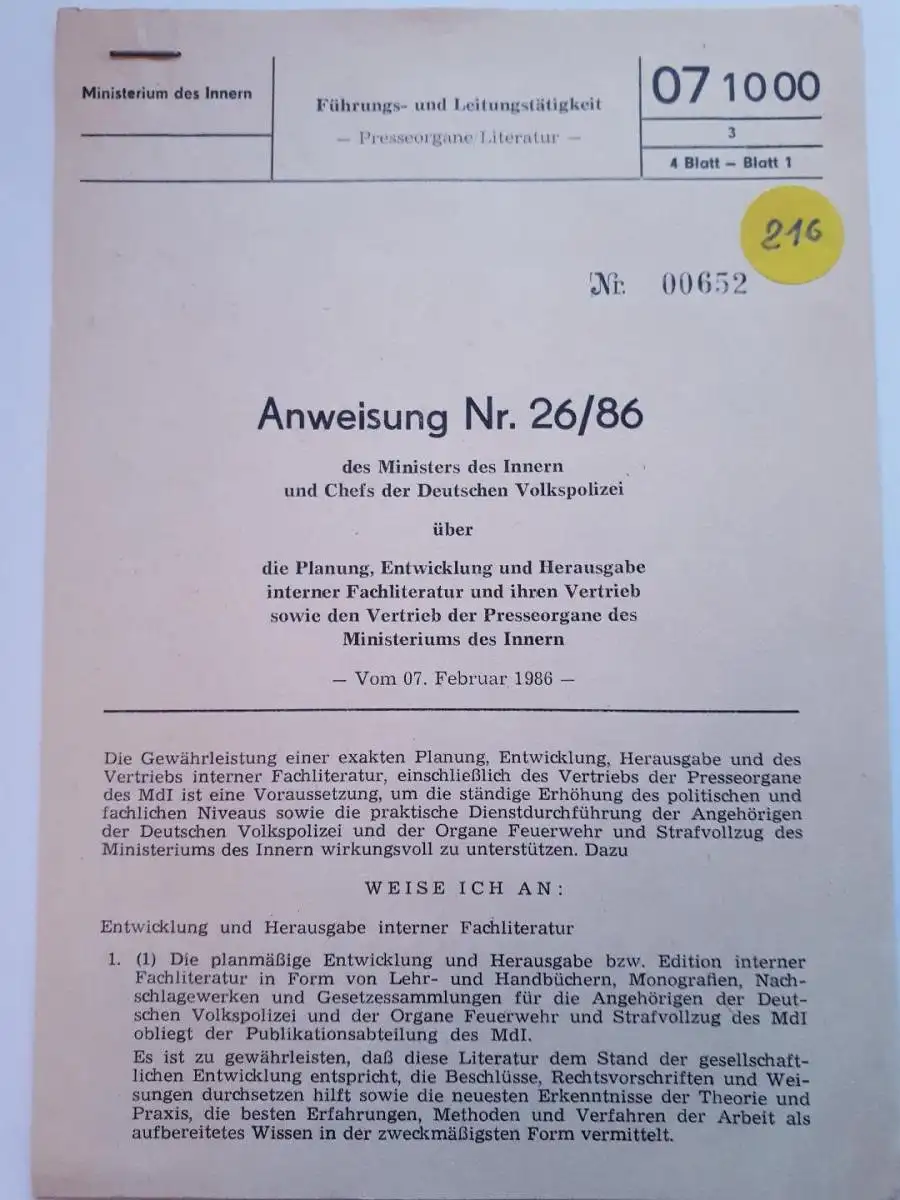 Ministerium des Innern
Führungs- und Leitungstätigkeit
— Presseorgane Literatur —
07 10 00
3
4 Blatt — Blatt 1
216
Nr. 00652
Anweisung Nr. 26/86
des Ministers des Innern
und Chefs der Deutschen Volkspolizei
über
die Planung, Entwicklung und Herausgabe
interner Fachliteratur und ihren Vertrieb
sowie den Vertrieb der Presseorgane des
Ministeriums des Innern
— Vom 07. Februar 1986 —
Die Gewährleistung einer exakten Planung, Entwicklung, Herausgabe und des
Vertriebs interner Fachliteratur, einschließlich des Vertriebs der Presseorgane
des MdI ist eine Voraussetzung, um die ständige Erhöhung des politischen und
fachlichen Niveaus sowie die praktische Dienstdurchführung der Angehörigen
der Deutschen Volkspolizei und der Organe Feuerwehr und Strafvollzug des
Ministeriums des Innern wirkungsvoll zu unterstützen. Dazu
WEISE ICH AN:
Entwicklung und Herausgabe interner Fachliteratur
1. (1) Die planmäßige Entwicklung und Herausgabe bzw. Edition interner
Fachliteratur in Form von Lehr- und Handbüchern, Monografien, Nach-
schlagewerken und Gesetzessammlungen für die Angehörigen der Deut-
schen Volkspolizei und der Organe Feuerwehr und Strafvollzug des MdI
obliegt der Publikationsabteilung des MdI.
Es ist zu gewährleisten, daß diese Literatur dem Stand der gesellschaft-
lichen Entwicklung entspricht, die Beschlüsse, Rechtsvorschriften und Wei-
sungen durchsetzen hilft sowie die neuesten Erkenntnisse der Theorie und
Praxis, die besten Erfahrungen, Methoden und Verfahren der Arbeit als
aufbereitetes Wissen in der zweckmäßigsten Form vermittelt.